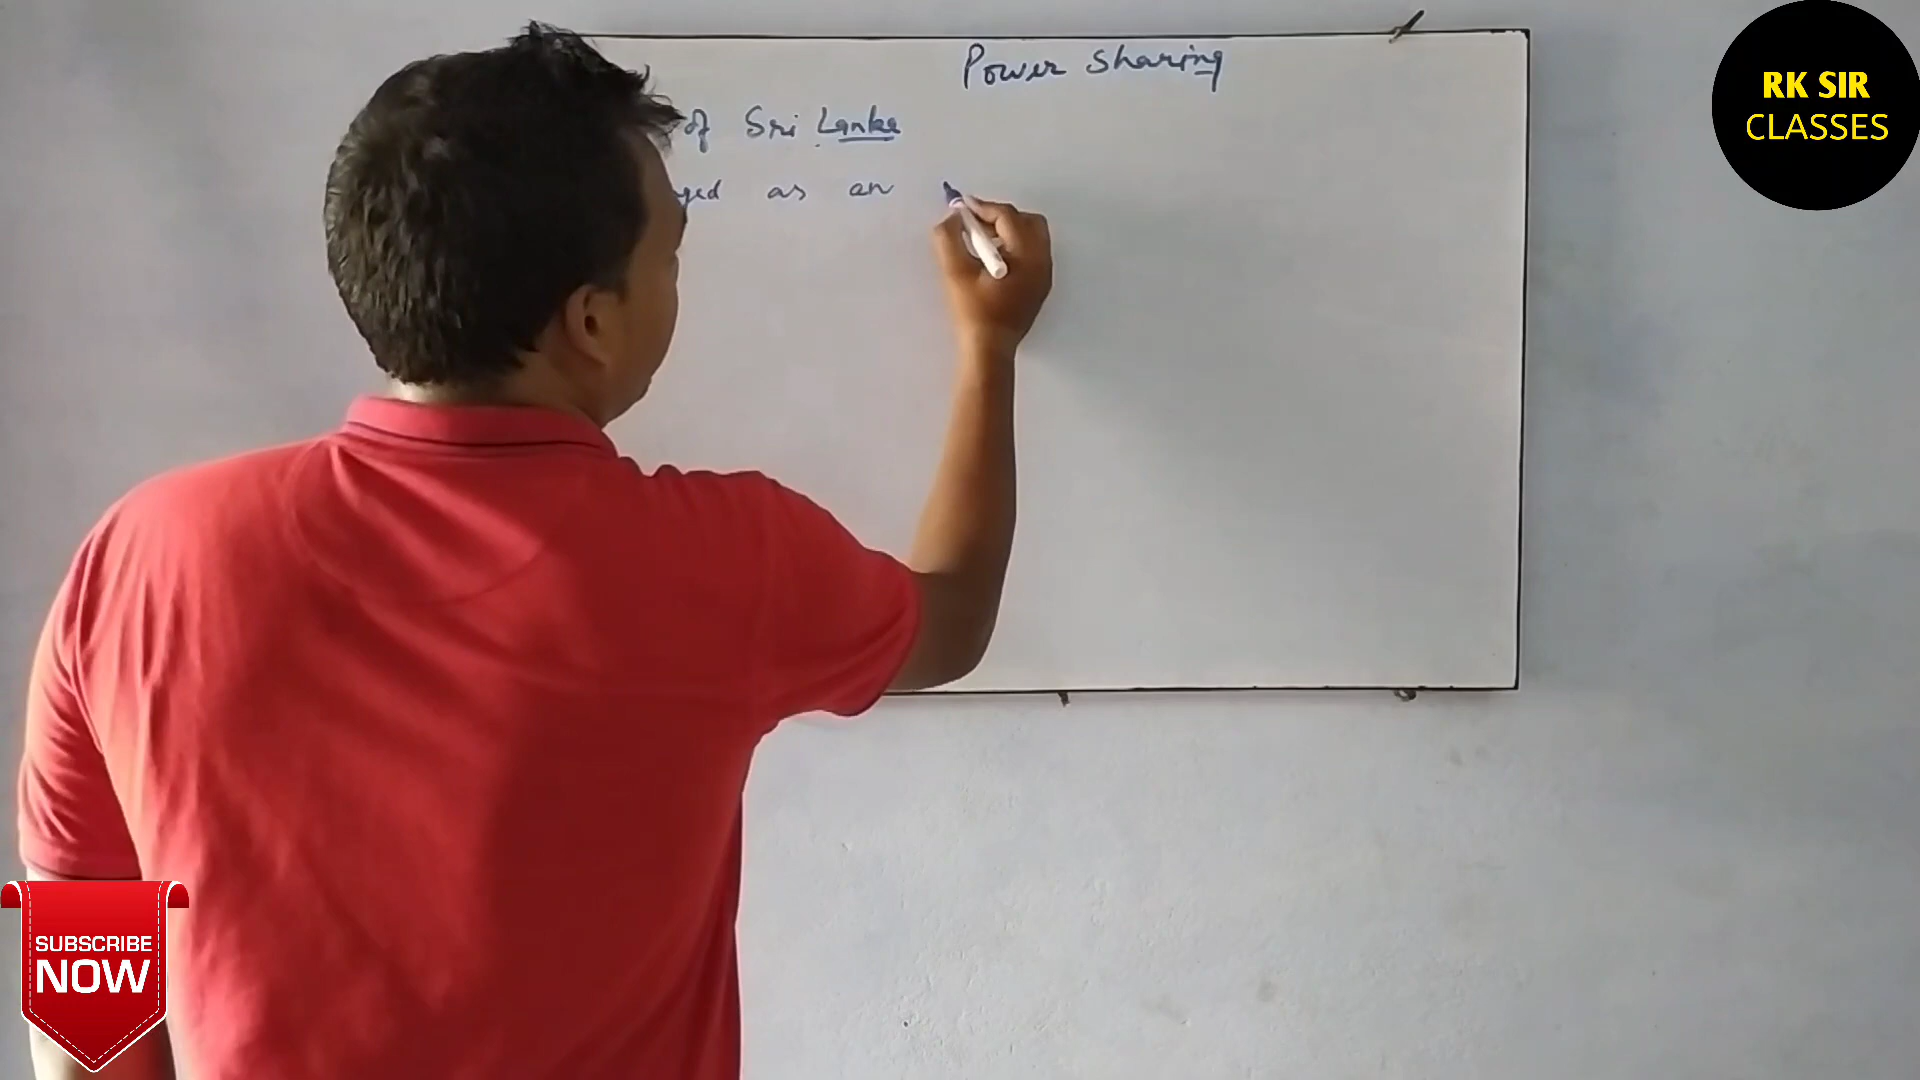 Power Sharing
of Sri Lanka
as an
RK SIR
CLASSES
SUBSCRIBE
NOW